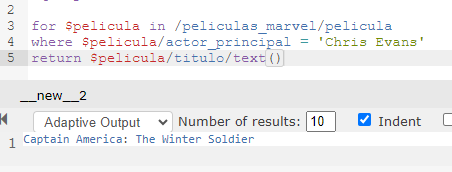 2
3 for $pelicula in /peliculas_marvel/pelicula
4 where $pelicula/actor_principal = 'Chris Evans'
5 return $pelicula/titulo/text()
__new__2
Adaptive Output Number of results: 10 Indent
1 Captain America: The Winter Soldier